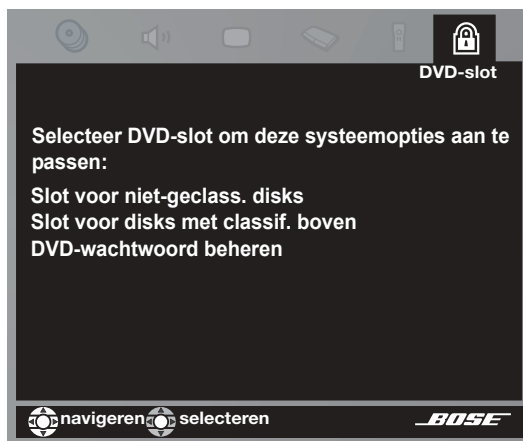 DVD-slot
Selecteer DVD-slot om deze systeemopties aan te
passen:
Slot voor niet-geclass. disks
Slot voor disks met classif. boven
DVD-wachtwoord beheren
navigeren selecteren BOSE